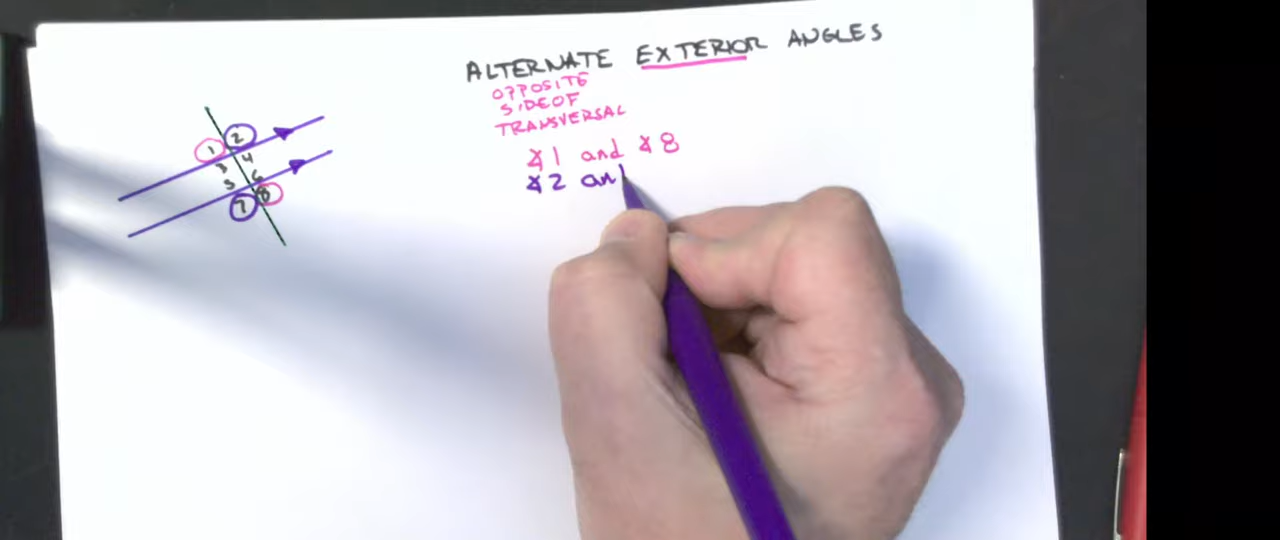 ALTERNATE EXTERIOR ANGLES
OPPOSITE
SIDE OF
TRANSVERSAL
∡1 and ∡8
∡2 an
1 2
3 4
5 6
7 8